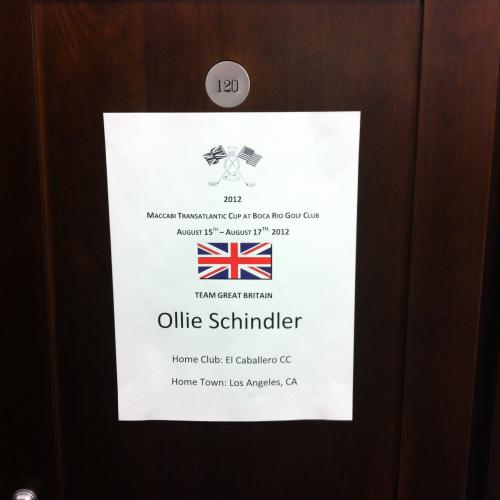 120
2012
MACCABI TRANSATLANTIC CUP AT BOCA RIO GOLF CLUB
AUGUST 15TH – AUGUST 17TH, 2012
TEAM GREAT BRITAIN
Ollie Schindler
Home Club: El Caballero CC
Home Town: Los Angeles, CA